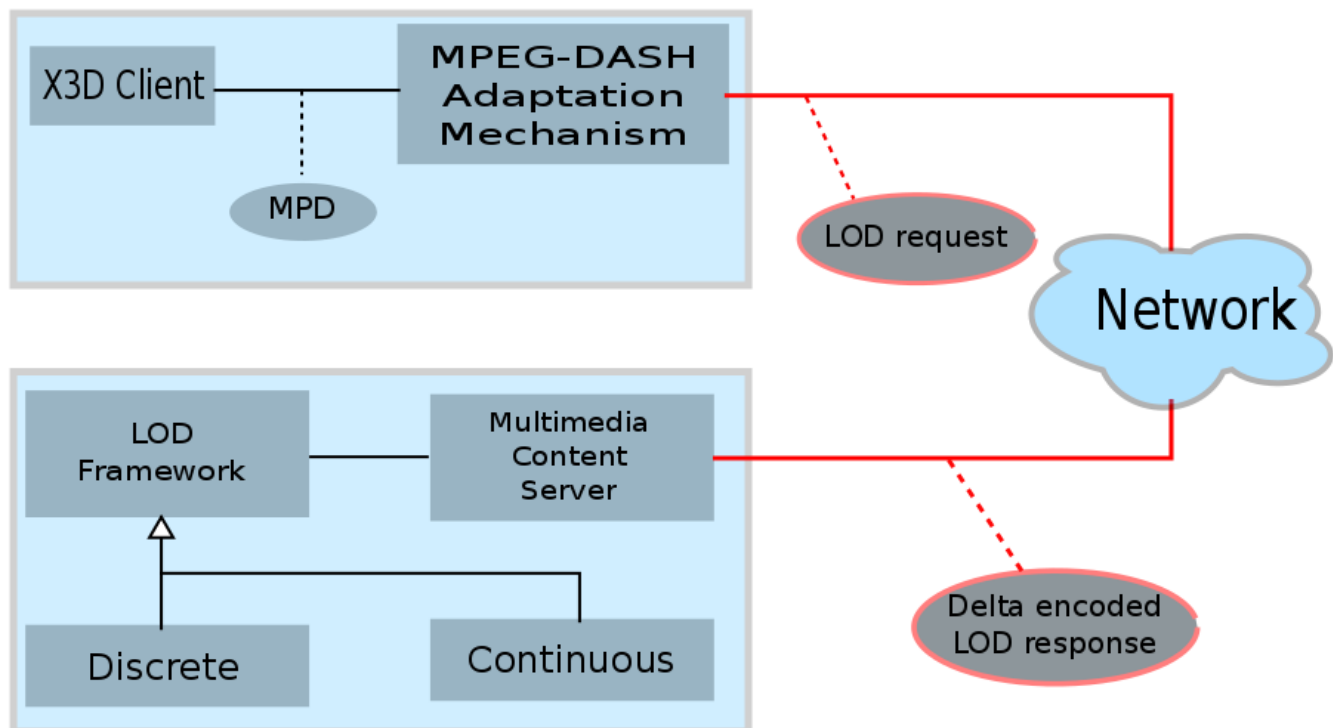 X3D Client
MPEG-DASH
Adaptation
Mechanism
MPD
LOD request
Network
LOD
Framework
Multimedia
Content
Server
Discrete
Continuous
Delta encoded
LOD response